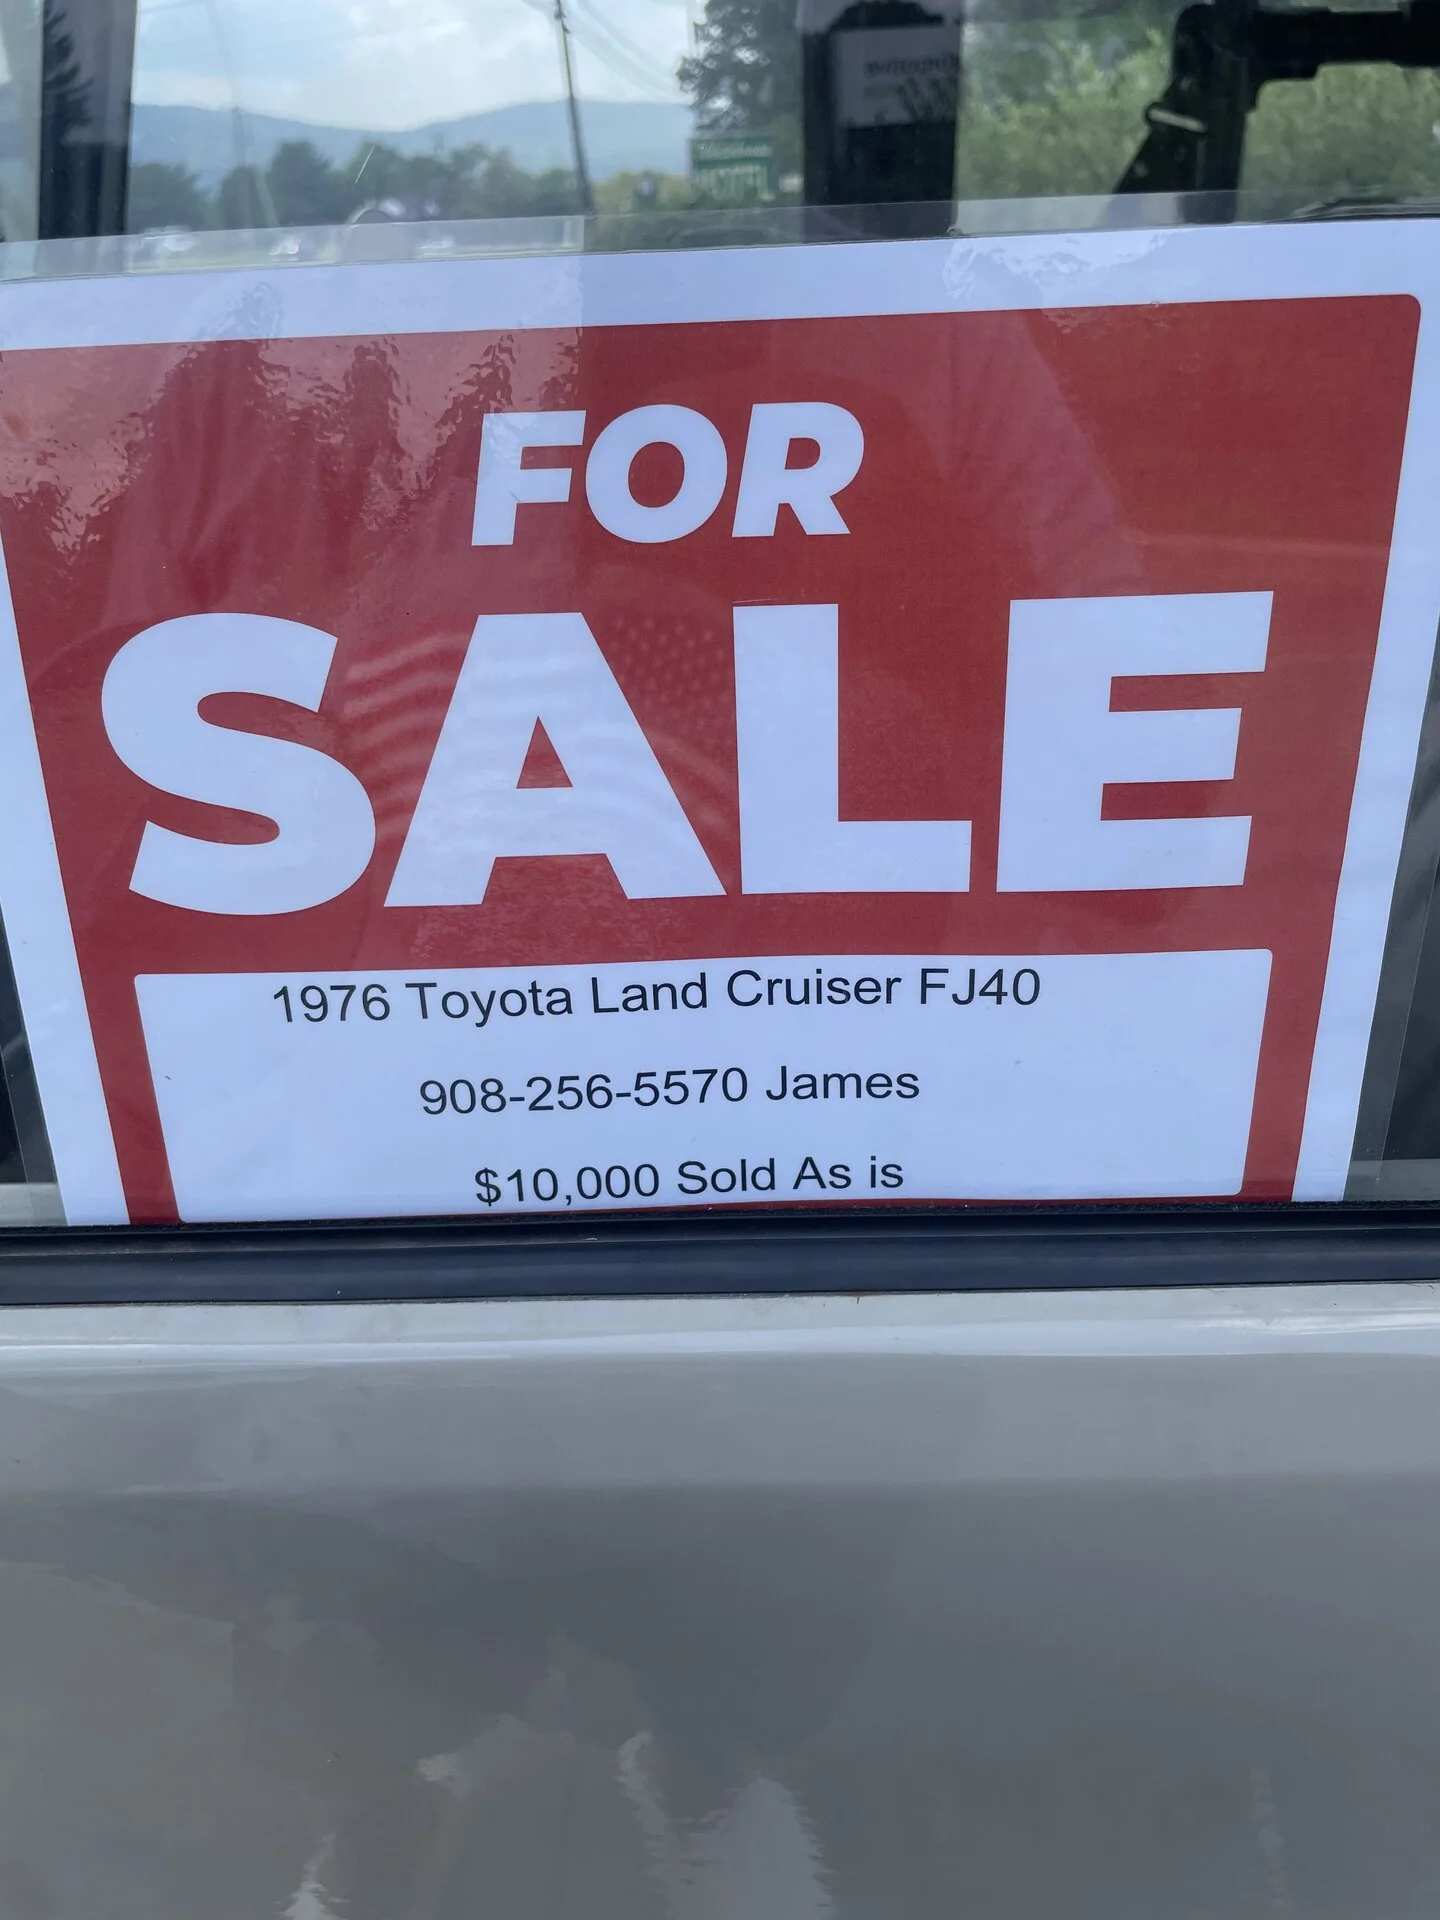 FOR
SALE
1976 Toyota Land Cruiser FJ40
908-256-5570 James
$10,000 Sold As is